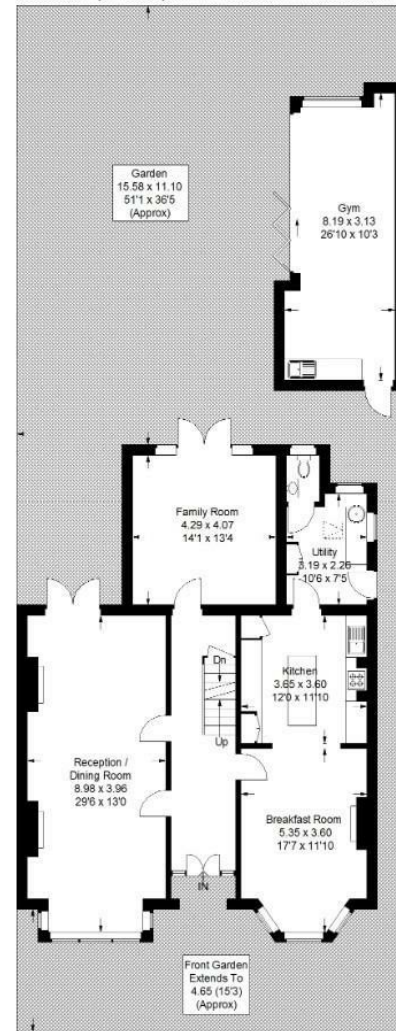 Garden
15.58 x 11.10
51'1 x 36'5
(Approx)
Gym
8.19 x 3.13
26'10 x 10'3
Family Room
4.29 x 4.07
14'1 x 13'4
Utility
3.19 x 2.26
10'6 x 7'5
Dn
Kitchen
3.65 x 3.60
12'0 x 11'10
Up
Reception /
Dining Room
8.98 x 3.96
29'6 x 13'0
Breakfast Room
5.35 x 3.60
17'7 x 11'10
IN
Front Garden
Extends To
4.65 (15'3)
(Approx)